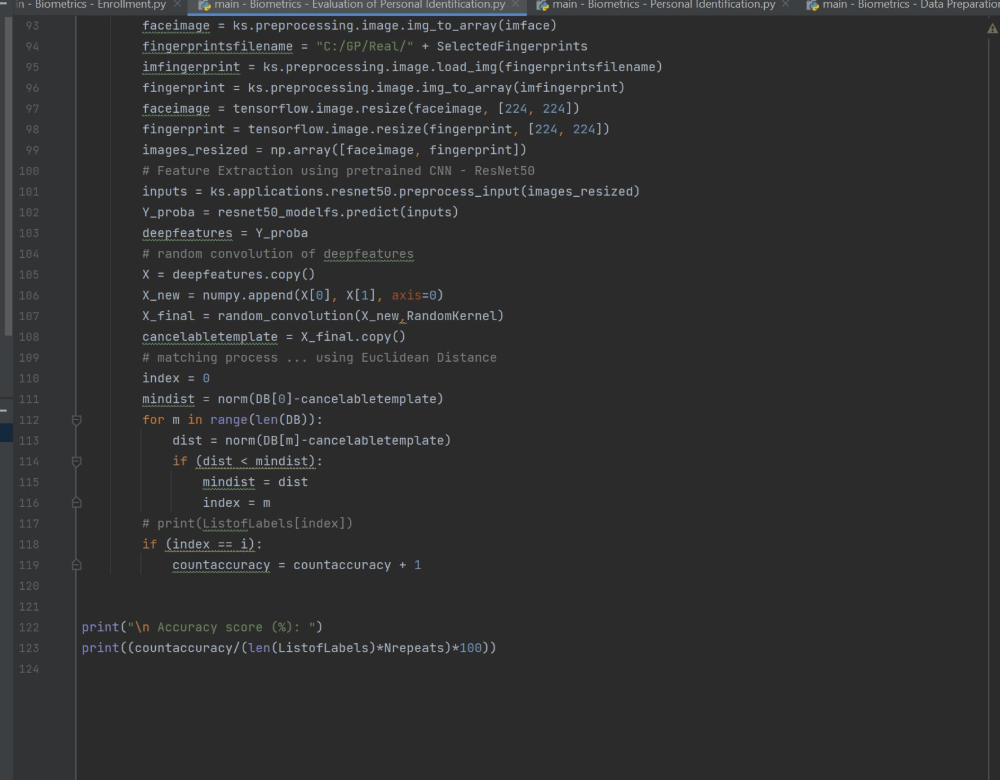 in - Biometrics - Enrollment.py
main - Biometrics - Evaluation of Personal Identification.py
main - Biometrics - Personal Identification.py
main - Biometrics - Data Preparation
93 faceimage = ks.preprocessing.image.img_to_array(imface)
94 fingerprintsfilename = "C:/GP/Real/" + SelectedFingerprints
95 imfingerprint = ks.preprocessing.image.load_img(fingerprintsfilename)
96 fingerprint = ks.preprocessing.image.img_to_array(imfingerprint)
97 faceimage = tensorflow.image.resize(faceimage, [224, 224])
98 fingerprint = tensorflow.image.resize(fingerprint, [224, 224])
99 images_resized = np.array([faceimage, fingerprint])
100 # Feature Extraction using pretrained CNN - ResNet50
101 inputs = ks.applications.resnet50.preprocess_input(images_resized)
102 Y_proba = resnet50_modelfs.predict(inputs)
103 deepfeatures = Y_proba
104 # random convolution of deepfeatures
105 X = deepfeatures.copy()
106 X_new = numpy.append(X[0], X[1], axis=0)
107 X_final = random_convolution(X_new,RandomKernel)
108 cancelabletemplate = X_final.copy()
109 # matching process ... using Euclidean Distance
110 index = 0
111 mindist = norm(DB[0]-cancelabletemplate)
112 for m in range(len(DB)):
113 dist = norm(DB[m]-cancelabletemplate)
114 if (dist < mindist):
115 mindist = dist
116 index = m
117 # print(ListofLabels[index])
118 if (index == i):
119 countaccuracy = countaccuracy + 1
120
121
122 print("\n Accuracy score (%): ")
123 print((countaccuracy/(len(ListofLabels)*Nrepeats)*100))
124